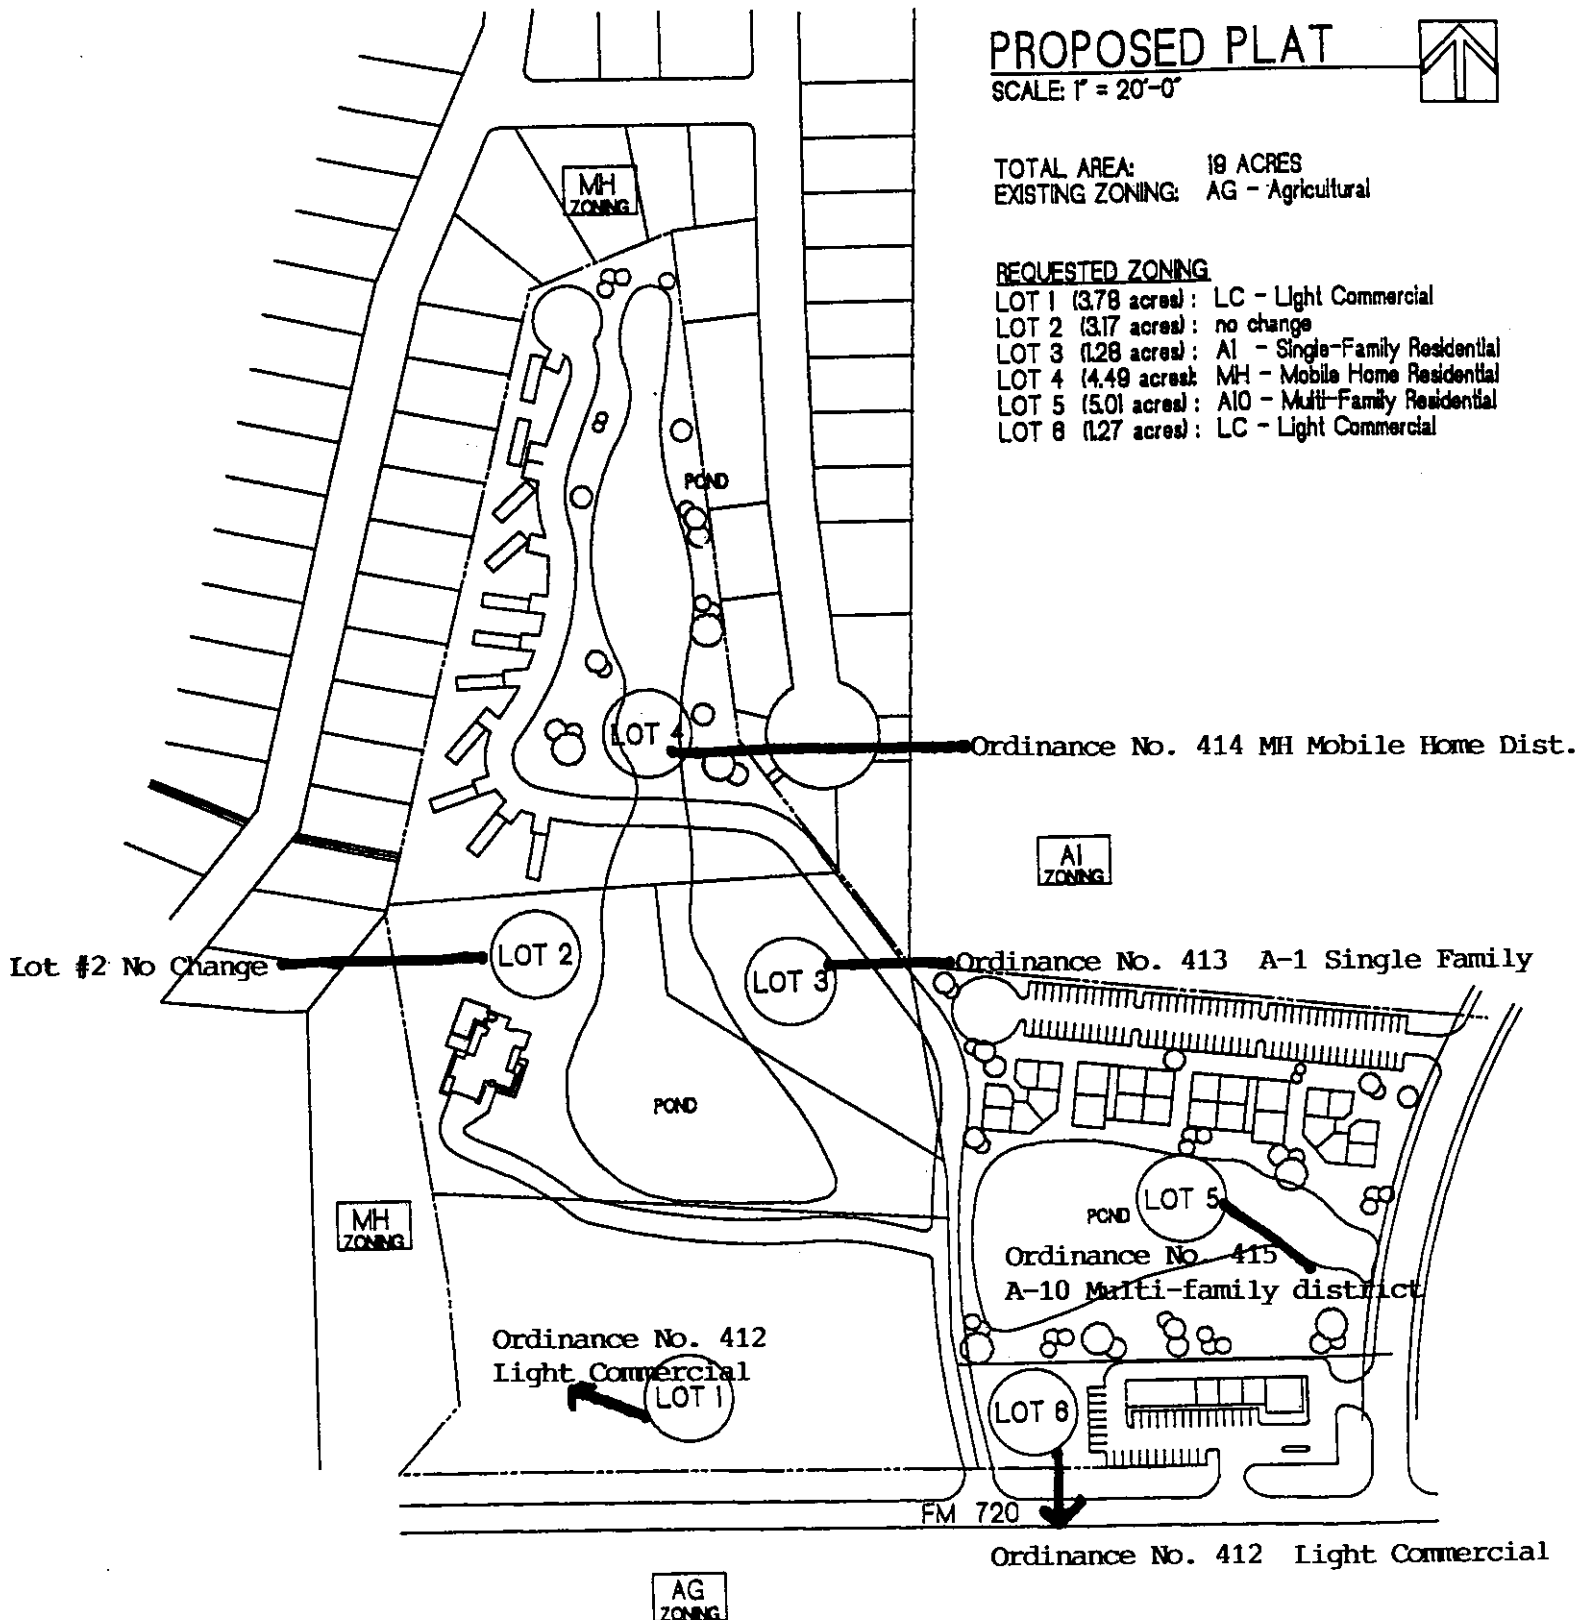 PROPOSED PLAT
SCALE: 1" = 20'-0"
TOTAL AREA: 19 ACRES
EXISTING ZONING: AG - Agricultural
REQUESTED ZONING
LOT 1 (3.78 acres) : LC - Light Commercial
LOT 2 (3.17 acres) : no change
LOT 3 (1.28 acres) : A1 - Single-Family Residential
LOT 4 (4.49 acres): MH - Mobile Home Residential
LOT 5 (5.01 acres) : A10 - Multi-Family Residential
LOT 6 (1.27 acres) : LC - Light Commercial
MH
ZONING
POND
LOT 4
Ordinance No. 414 MH Mobile Home Dist.
A1
ZONING
Lot #2 No Change
LOT 2
LOT 3
Ordinance No. 413 A-1 Single Family
POND
MH
ZONING
LOT 5
POND
Ordinance No. 415
A-10 Multi-family district
Ordinance No. 412
Light Commercial
LOT 1
LOT 6
FM 720
Ordinance No. 412 Light Commercial
AG
ZONING